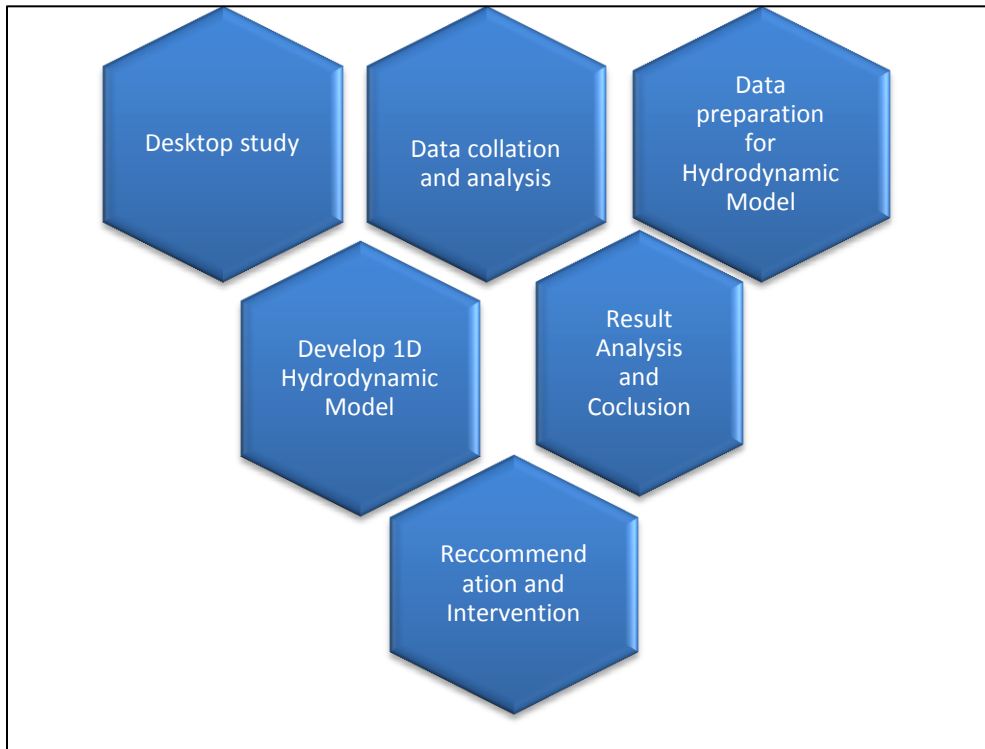 Desktop study
Data collation
and analysis
Data
preparation
for
Hydrodynamic
Model
Develop 1D
Hydrodynamic
Model
Result
Analysis
and
Coclusion
Reccommend
ation and
Intervention